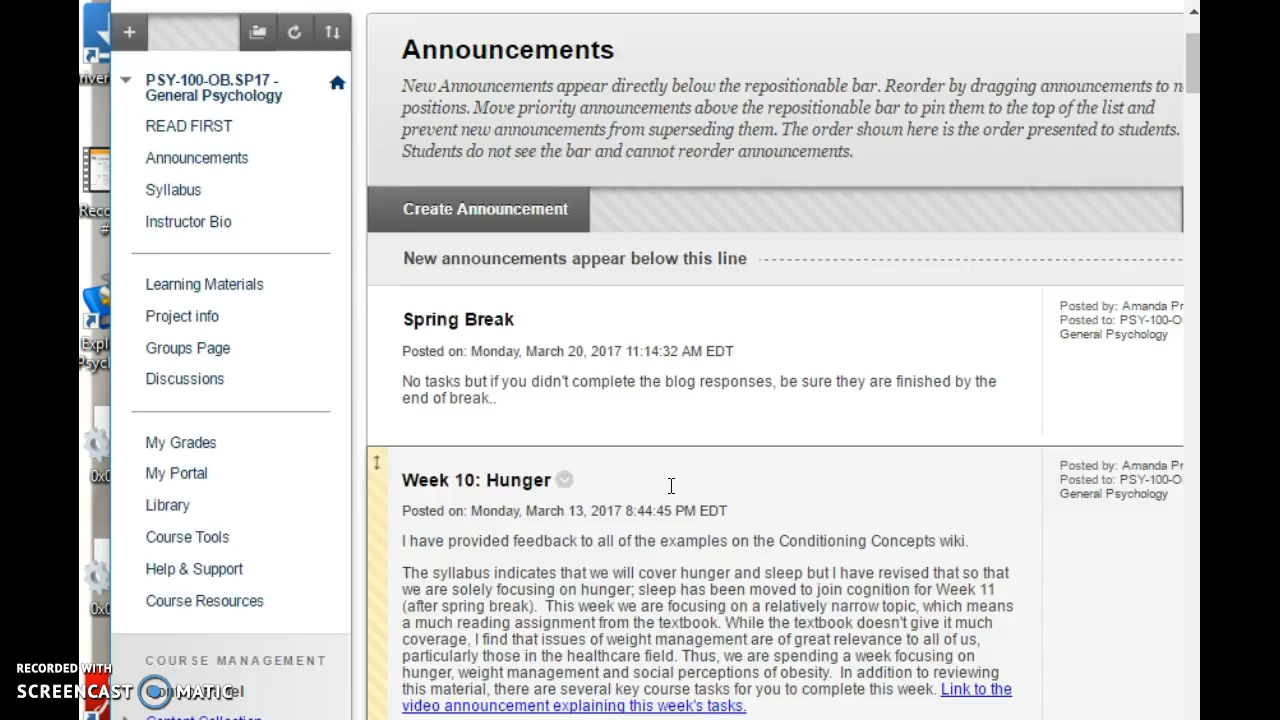 PSY-100-OB.SP17 -
General Psychology
READ FIRST
Announcements
Syllabus
Instructor Bio
Learning Materials
Project info
Groups Page
Discussions
My Grades
My Portal
Library
Course Tools
Help & Support
Course Resources
COURSE MANAGEMENT
Announcements
New Announcements appear directly below the repositionable bar. Reorder by dragging announcements to n
positions. Move priority announcements above the repositionable bar to pin them to the top of the list and
prevent new announcements from superseding them. The order shown here is the order presented to students.
Students do not see the bar and cannot reorder announcements.
Create Announcement
New announcements appear below this line
Spring Break
Posted on: Monday, March 20, 2017 11:14:32 AM EDT
No tasks but if you didn't complete the blog responses, be sure they are finished by the
end of break..
Posted by: Amanda Pr
Posted to: PSY-100-O
General Psychology
Week 10: Hunger
Posted on: Monday, March 13, 2017 8:44:45 PM EDT
I have provided feedback to all of the examples on the Conditioning Concepts wiki.
The syllabus indicates that we will cover hunger and sleep but I have revised that so that
we are solely focusing on hunger; sleep has been moved to join cognition for Week 11
(after spring break). This week we are focusing on a relatively narrow topic, which means
a much reading assignment from the textbook. While the textbook doesn't give it much
coverage, I find that issues of weight management are of great relevance to all of us,
particularly those in the healthcare field. Thus, we are spending a week focusing on
hunger, weight management and social perceptions of obesity. In addition to reviewing
this material, there are several key course tasks for you to complete this week. Link to the
video announcement explaining this week's tasks.
Posted by: Amanda Pr
Posted to: PSY-100-O
General Psychology
RECORDED WITH
SCREENCAST MATIC